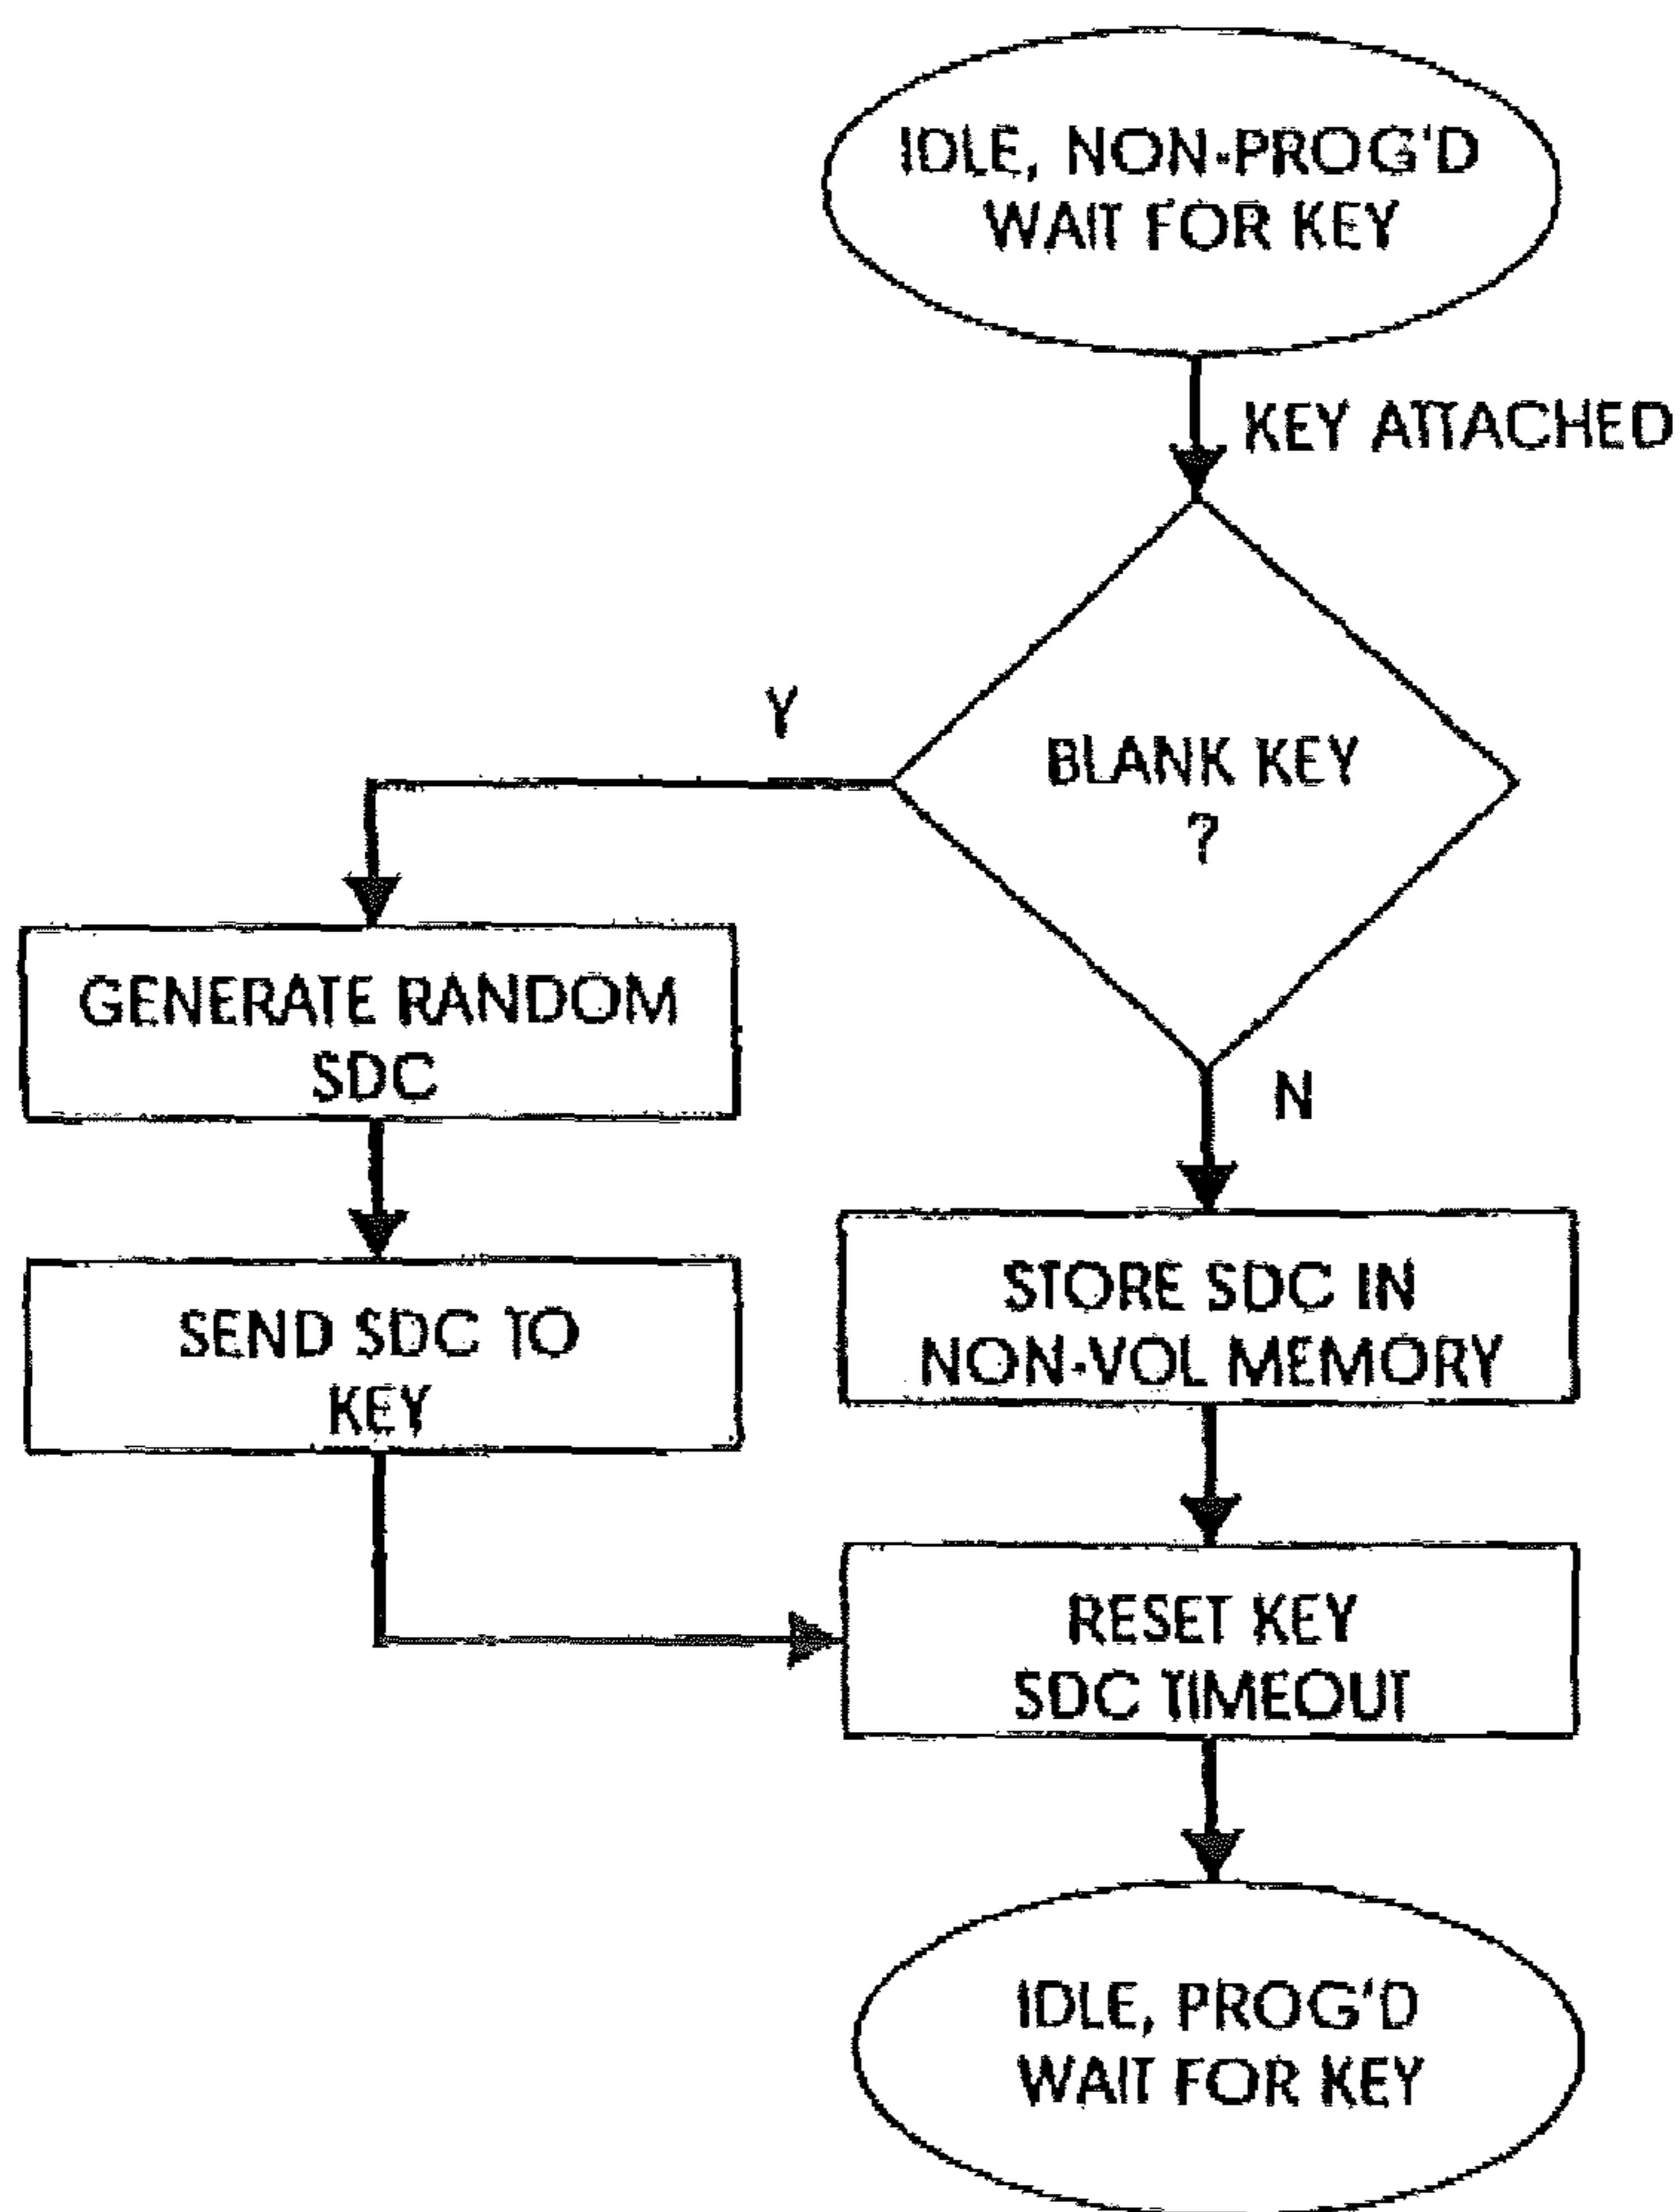 IDLE, NON-PROG'D
WAIT FOR KEY
KEY ATTACHED
BLANK KEY
?
Y
N
GENERATE RANDOM
SDC
SEND SDC TO
KEY
STORE SDC IN
NON-VOL MEMORY
RESET KEY
SDC TIMEOUT
IDLE, PROG'D
WAIT FOR KEY